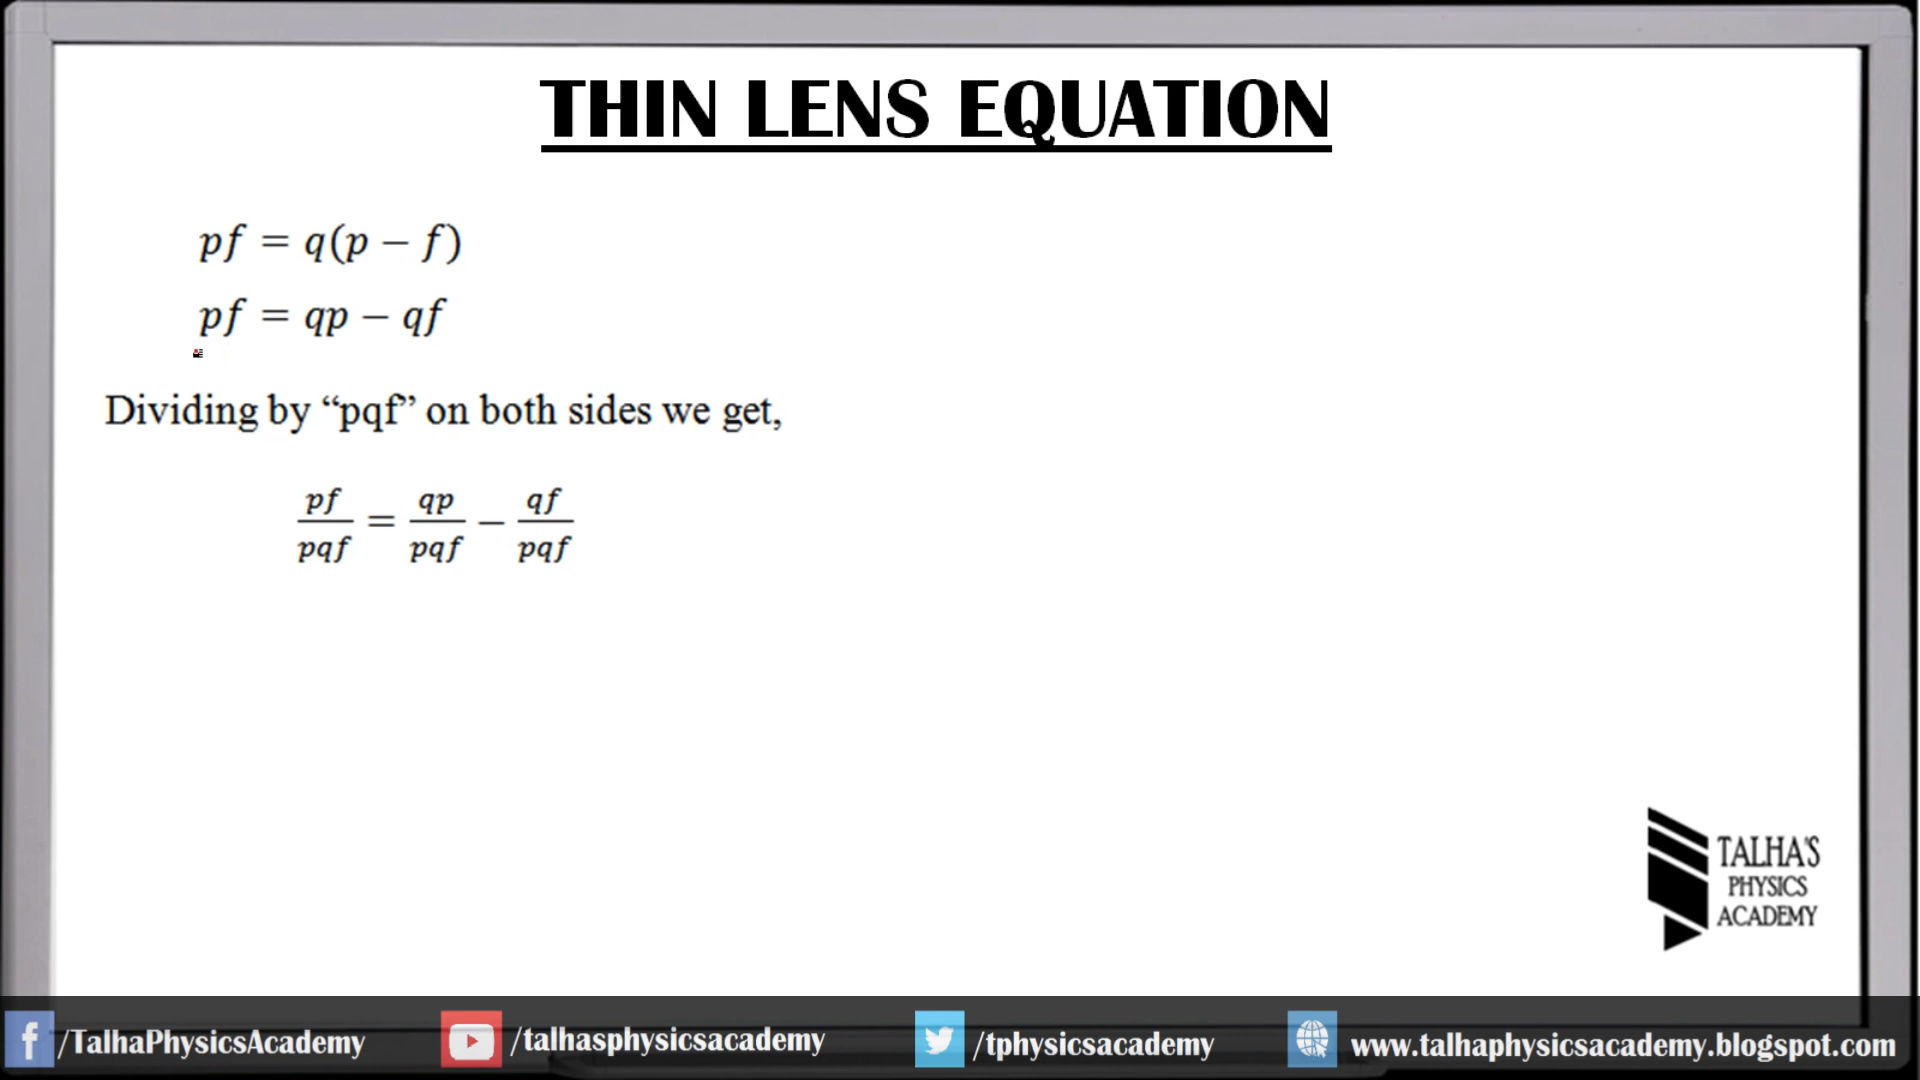 THIN LENS EQUATION
pf = q(p − f)
pf = qp − qf
Dividing by “pqf” on both sides we get,
pf/pqf = qp/pqf − qf/pqf
TALHA'S
PHYSICS
ACADEMY
/TalhaPhysicsAcademy /talhasphysicsacademy /tphysicsacademy www.talhaphysicsacademy.blogspot.com